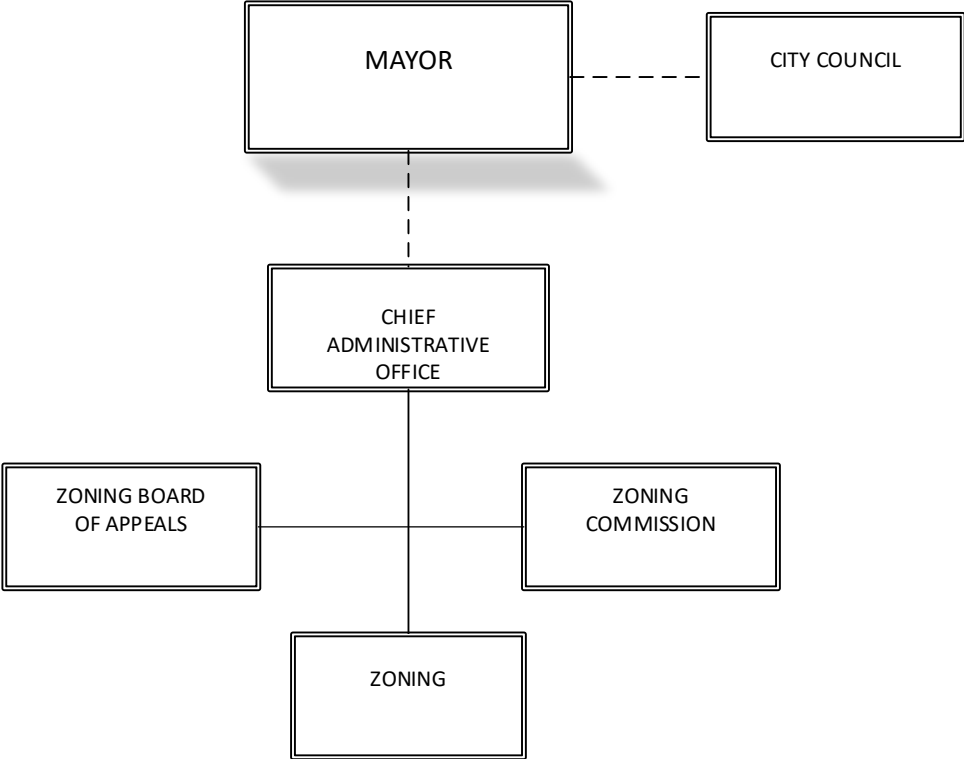 MAYOR
CITY COUNCIL
CHIEF
ADMINISTRATIVE
OFFICE
ZONING BOARD
OF APPEALS
ZONING
COMMISSION
ZONING